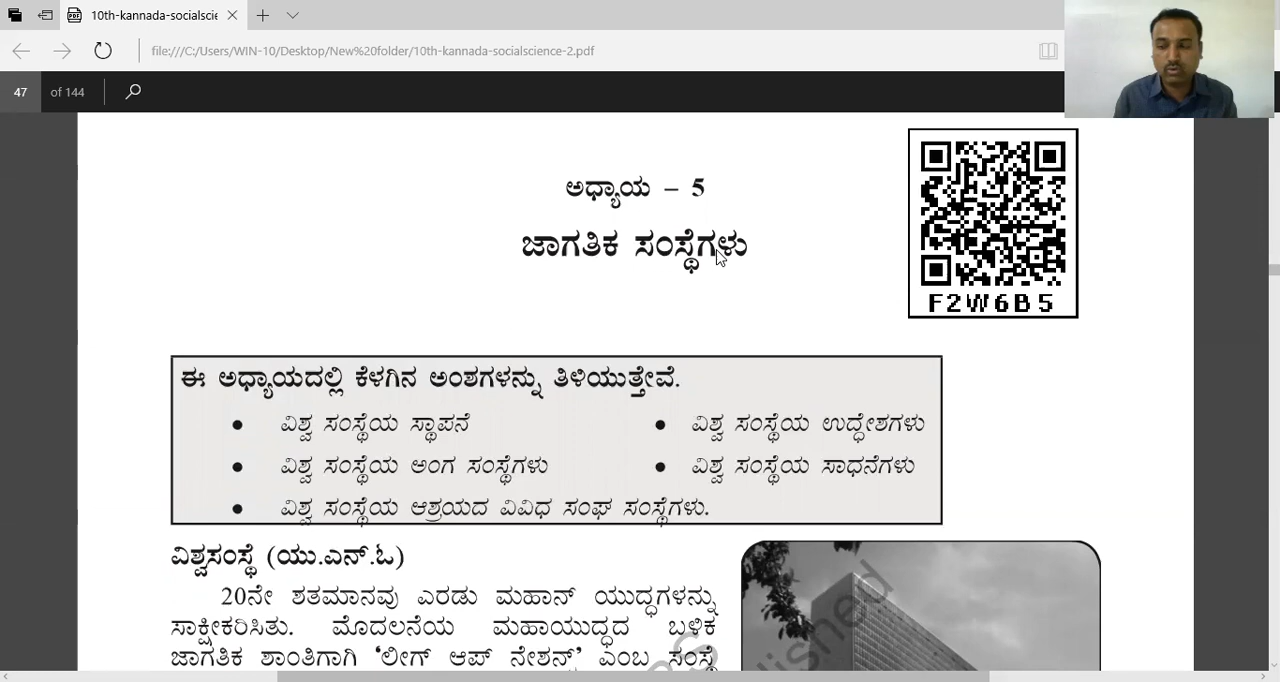 10th-kannada-socialscie
file:///C:/Users/WIN-10/Desktop/New%20folder/10th-kannada-socialscience-2.pdf
47 of 144
ಅಧ್ಯಾಯ – 5
ಜಾಗತಿಕ ಸಂಸ್ಥೆಗಳು
F2W6B5
ಈ ಅಧ್ಯಾಯದಲ್ಲಿ ಕೆಳಗಿನ ಅಂಶಗಳನ್ನು ತಿಳಿಯುತ್ತೇವೆ.
• ವಿಶ್ವ ಸಂಸ್ಥೆಯ ಸ್ಥಾಪನೆ • ವಿಶ್ವ ಸಂಸ್ಥೆಯ ಉದ್ಧೇಶಗಳು
• ವಿಶ್ವ ಸಂಸ್ಥೆಯ ಅಂಗ ಸಂಸ್ಥೆಗಳು • ವಿಶ್ವ ಸಂಸ್ಥೆಯ ಸಾಧನೆಗಳು
• ವಿಶ್ವ ಸಂಸ್ಥೆಯ ಆಶ್ರಯದ ವಿವಿಧ ಸಂಘ ಸಂಸ್ಥೆಗಳು.
ವಿಶ್ವಸಂಸ್ಥೆ (ಯು.ಎನ್.ಓ)
20ನೇ ಶತಮಾನವು ಎರಡು ಮಹಾನ್ ಯುದ್ಧಗಳನ್ನು
ಸಾಕ್ಷೀಕರಿಸಿತು. ಮೊದಲನೆಯ ಮಹಾಯುದ್ಧದ ಬಳಿಕ
ಜಾಗತಿಕ ಶಾಂತಿಗಾಗಿ ‘ಲೀಗ್ ಆಫ್ ನೇಶನ್ಸ್’ ಎಂಬ ಸಂಸ್ಥೆ